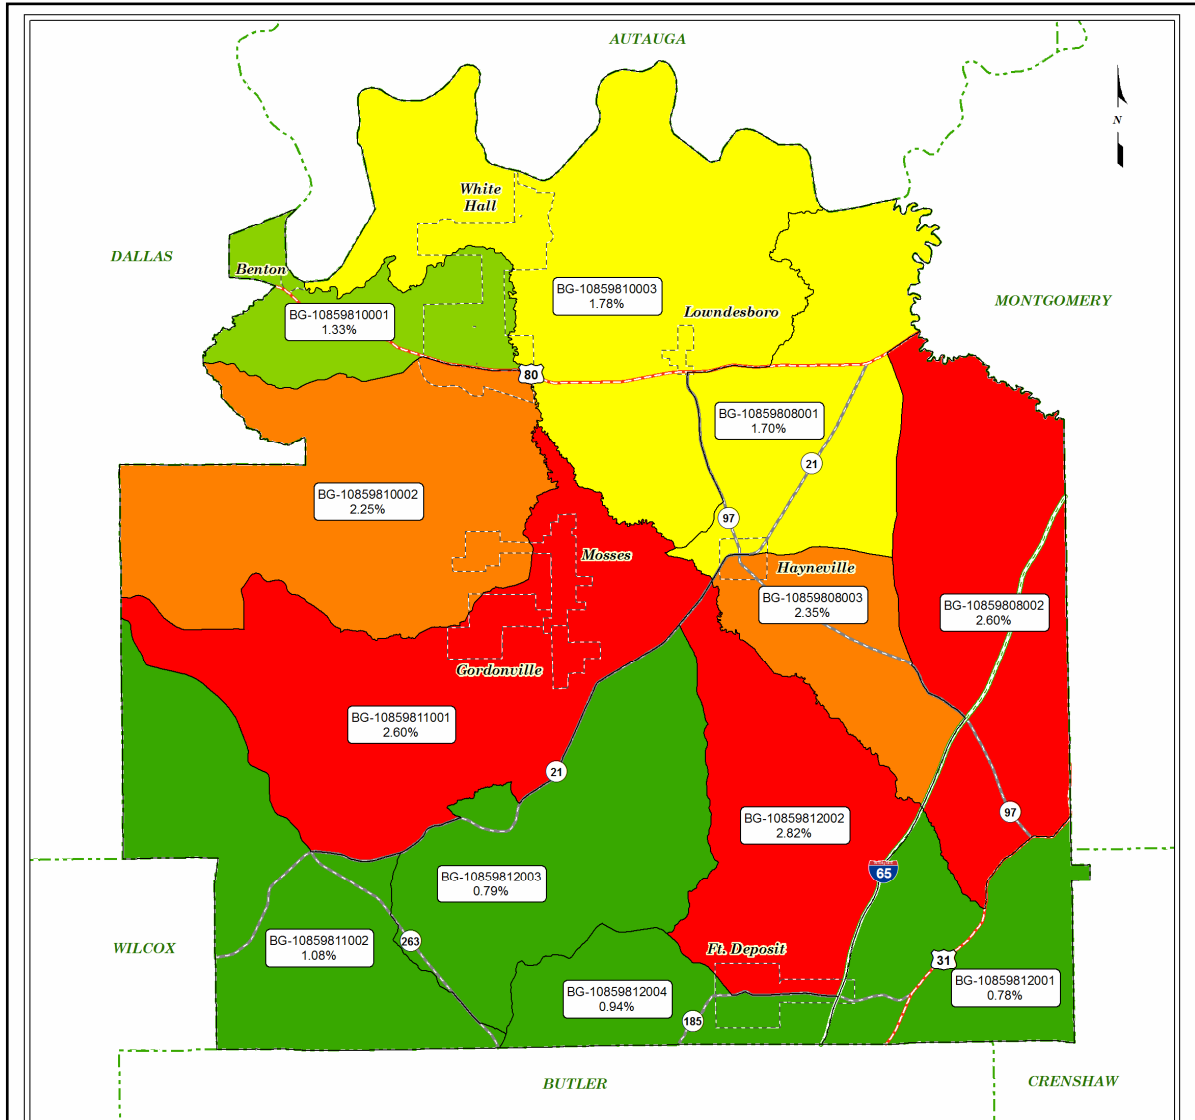 AUTAUGA
N
White
Hall
DALLAS
Benton
BG-10859810003
1.78%
MONTGOMERY
BG-10859810001
1.33%
Lowndesboro
80
BG-10859808001
1.70%
21
BG-10859810002
2.25%
97
Mosses
Hayneville
BG-10859808003
2.35%
BG-10859808002
2.60%
Gordonville
BG-10859811001
2.60%
21
97
BG-10859812002
2.82%
65
BG-10859812003
0.79%
WILCOX
BG-10859811002
1.08%
263
Ft. Deposit
31
BG-10859812001
0.78%
BG-10859812004
0.94%
185
BUTLER
CRENSHAW